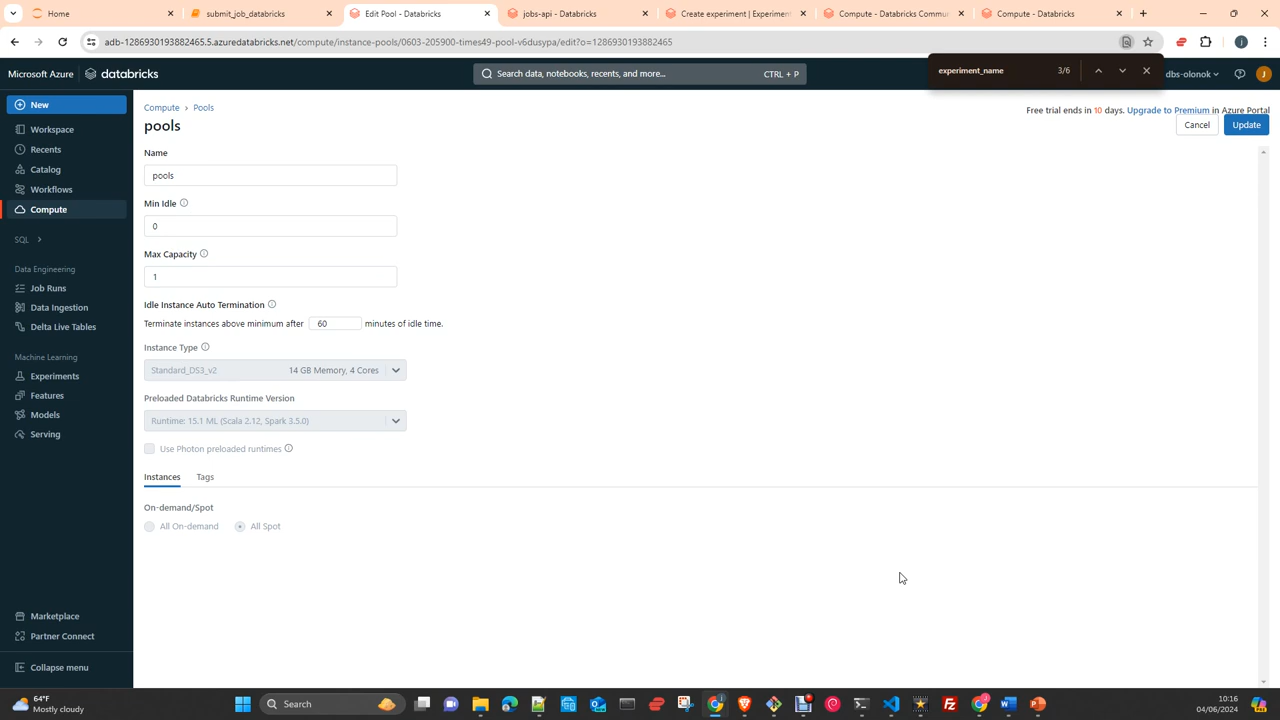 Home
submit_job_databricks
Edit Pool - Databricks
jobs-api - Databricks
Create experiment | Experiment
Compute - Databricks Commun
Compute - Databricks
adb-1286930193882465.5.azuredatabricks.net/compute/instance-pools/0603-205900-times49-pool-v6dusypa/edit?o=1286930193882465
Microsoft Azure
databricks
Search data, notebooks, recents, and more...
CTRL + P
experiment_name
3/6
dbs-olonok
J
New
Workspace
Recents
Catalog
Workflows
Compute
SQL
Data Engineering
Job Runs
Data Ingestion
Delta Live Tables
Machine Learning
Experiments
Features
Models
Serving
Marketplace
Partner Connect
Collapse menu
Compute > Pools
Free trial ends in 10 days. Upgrade to Premium in Azure Portal
pools
Cancel
Update
Name
pools
Min Idle
0
Max Capacity
1
Idle Instance Auto Termination
Terminate instances above minimum after 60 minutes of idle time.
Instance Type
Standard_DS3_v2 14 GB Memory, 4 Cores
Preloaded Databricks Runtime Version
Runtime: 15.1 ML (Scala 2.12, Spark 3.5.0)
Use Photon preloaded runtimes
Instances
Tags
On-demand/Spot
All On-demand
All Spot
64°F
Mostly cloudy
Search
10:16
04/06/2024